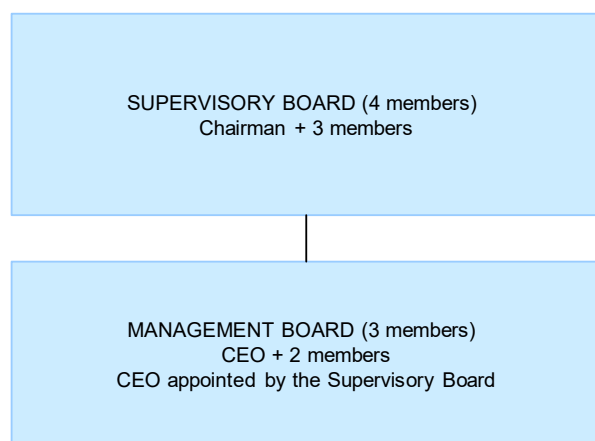 SUPERVISORY BOARD (4 members)
Chairman + 3 members
MANAGEMENT BOARD (3 members)
CEO + 2 members
CEO appointed by the Supervisory Board